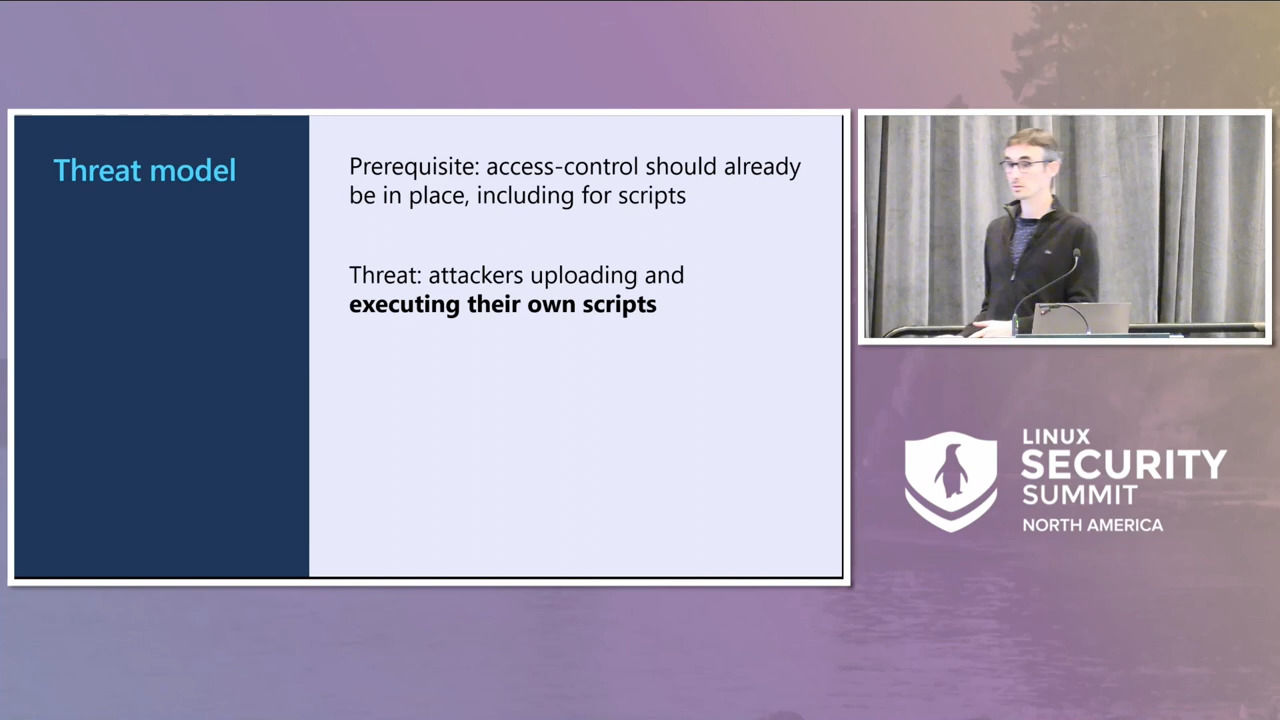 Threat model
Prerequisite: access-control should already
be in place, including for scripts
Threat: attackers uploading and
executing their own scripts
LINUX
SECURITY
SUMMIT
NORTH AMERICA